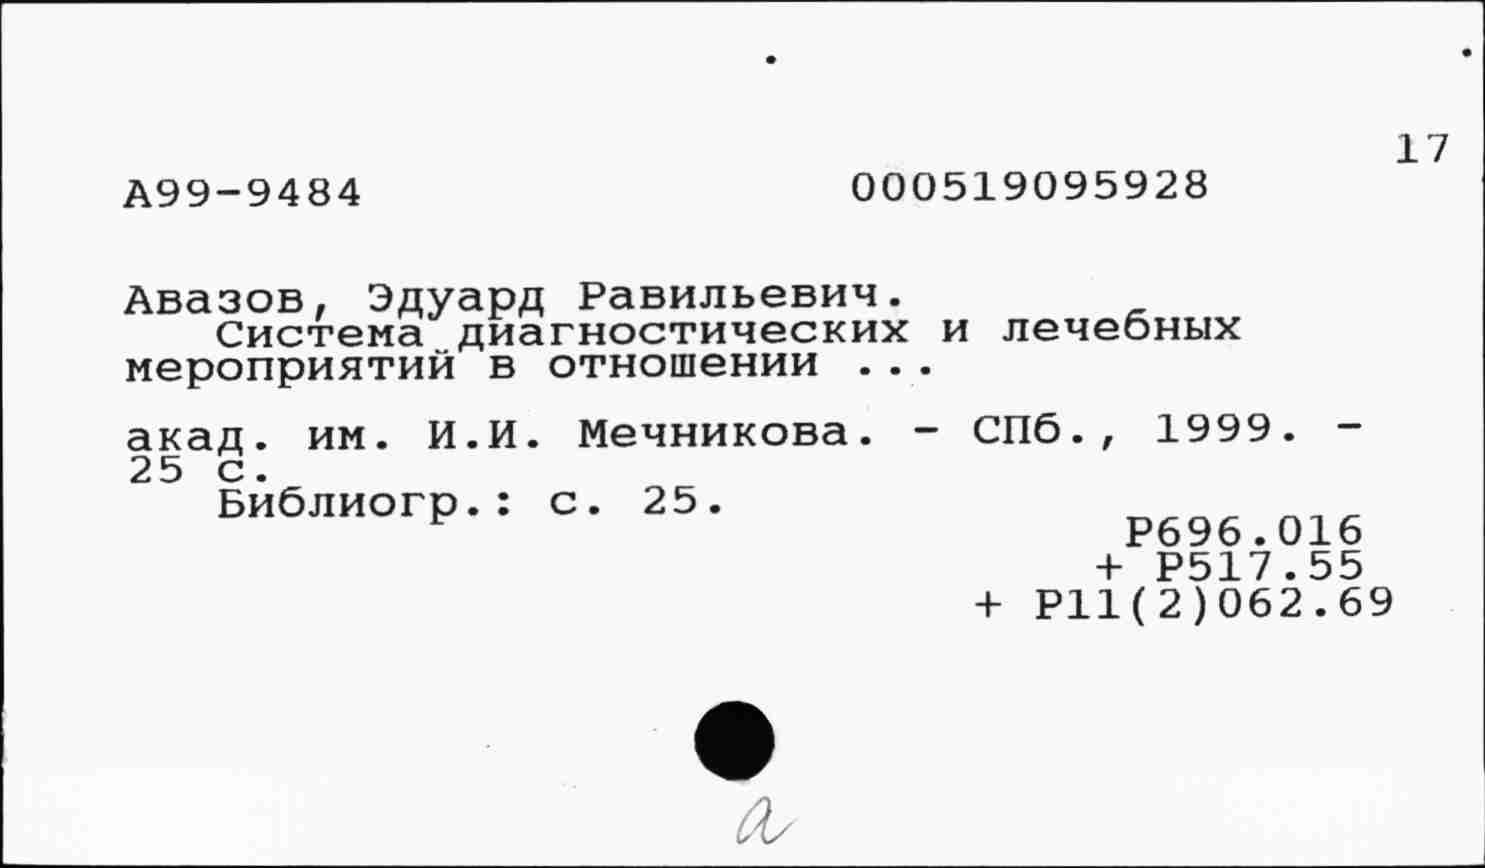 17
А99-9484 000519095928
Авазов, Эдуард Равильевич.
Система диагностических и лечебных
мероприятий в отношении ...
акад. им. И.И. Мечникова. - СПб., 1999. -
25 с.
Библиогр.: с. 25.
Р696.016
+ Р517.55
+ Р11(2)062.69
а